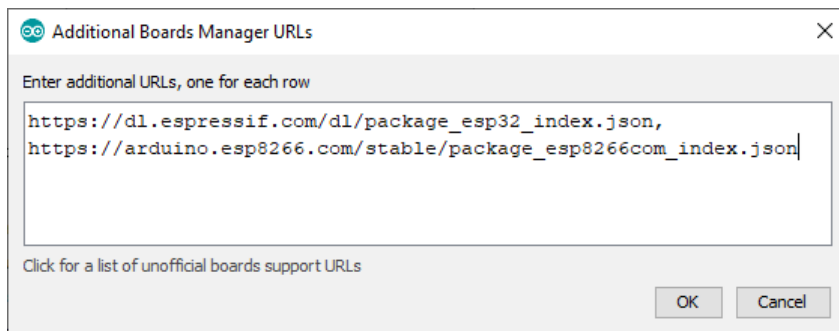 Additional Boards Manager URLs
Enter additional URLs, one for each row
https://dl.espressif.com/dl/package_esp32_index.json,
https://arduino.esp8266.com/stable/package_esp8266com_index.json
Click for a list of unofficial boards support URLs
OK Cancel